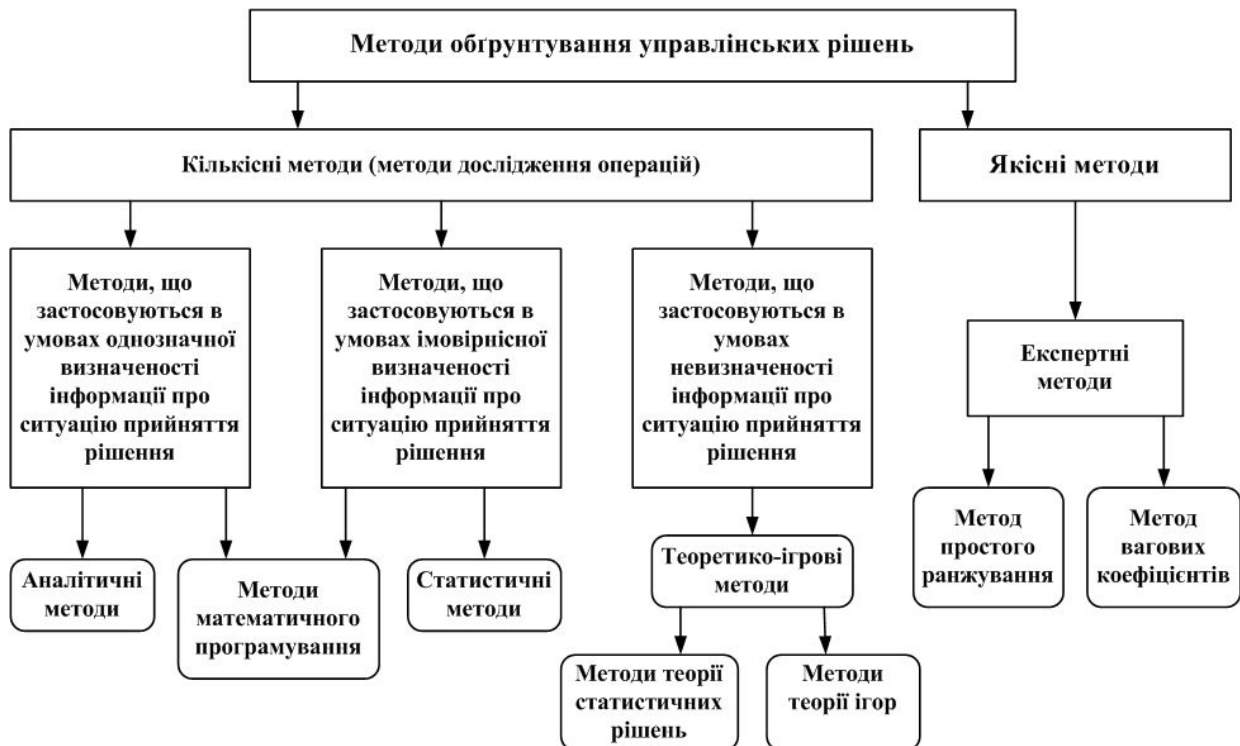 Методи обґрунтування управлінських рішень
Кількісні методи (методи дослідження операцій)
Якісні методи
Методи, що
застосовуються в
умовах однозначної
визначеності
інформації про
ситуацію прийняття
рішення
Методи, що
застосовуються в
умовах імовірнісної
визначеності
інформації про
ситуацію прийняття
рішення
Методи, що
застосовуються в
умовах
невизначеності
інформації про
ситуацію прийняття
рішення
Експертні
методи
Аналітичні
методи
Методи
математичного
програмування
Статистичні
методи
Теоретико-ігрові
методи
Метод
простого
ранжування
Метод
вагових
коефіцієнтів
Методи теорії
статистичних
рішень
Методи
теорії ігор